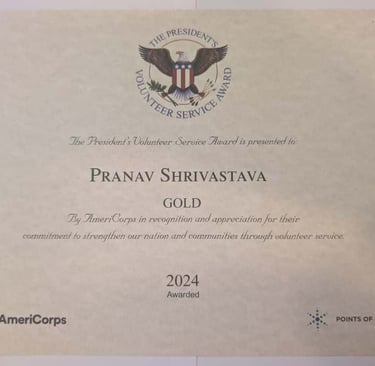 THE PRESIDENT'S
VOLUNTEER SERVICE AWARD
The President's Volunteer Service Award is presented to:
PRANAV SHRIVASTAVA
GOLD
By AmeriCorps in recognition and appreciation for their
commitment to strengthen our nation and communities through volunteer service.
2024
Awarded
AmeriCorps
POINTS OF